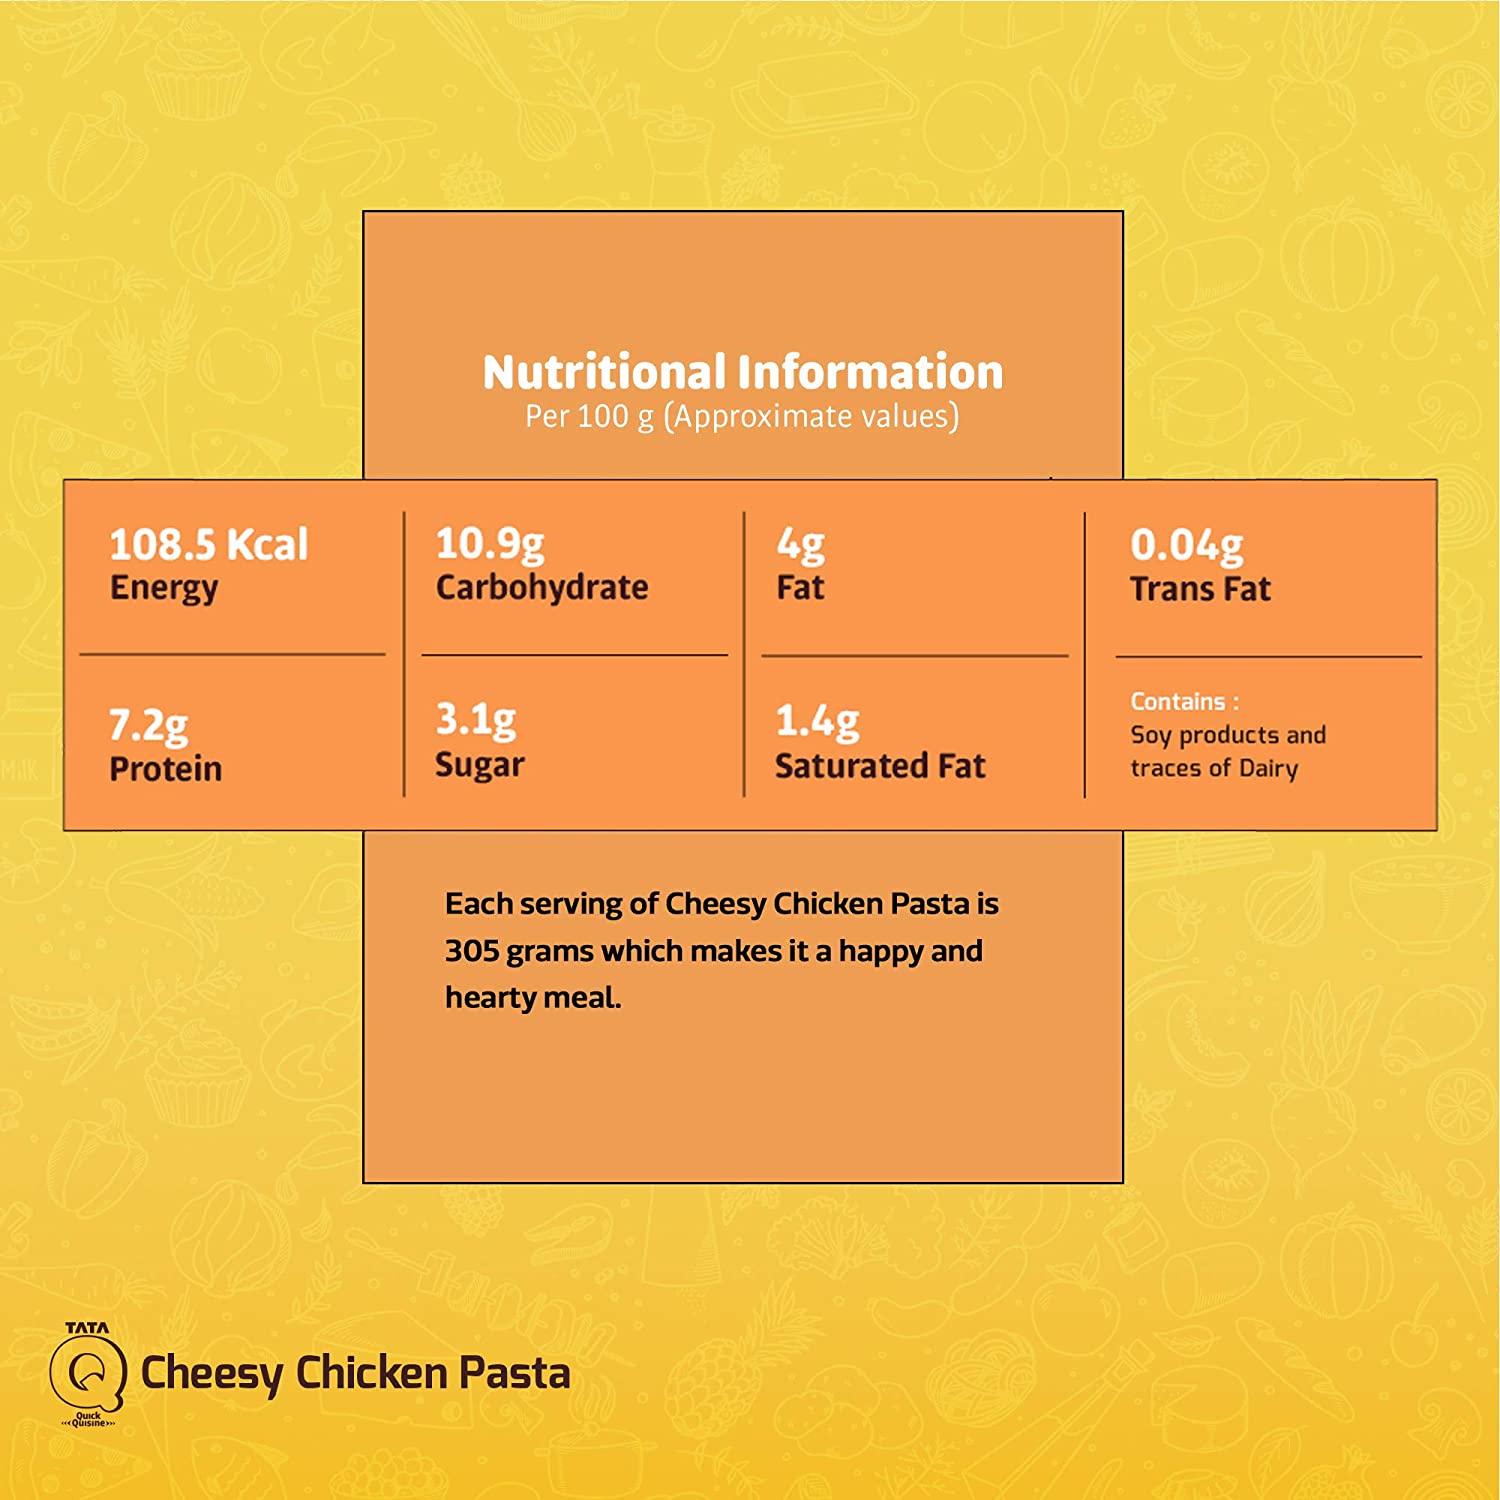 Nutritional Information
Per 100 g (Approximate values)
108.5 Kcal
Energy
10.9g
Carbohydrate
4g
Fat
0.04g
Trans Fat
7.2g
Protein
3.1g
Sugar
1.4g
Saturated Fat
Contains :
Soy products and
traces of Dairy
Each serving of Cheesy Chicken Pasta is
305 grams which makes it a happy and
hearty meal.
TATA
Q
Quick
Quisine
Cheesy Chicken Pasta
MilK